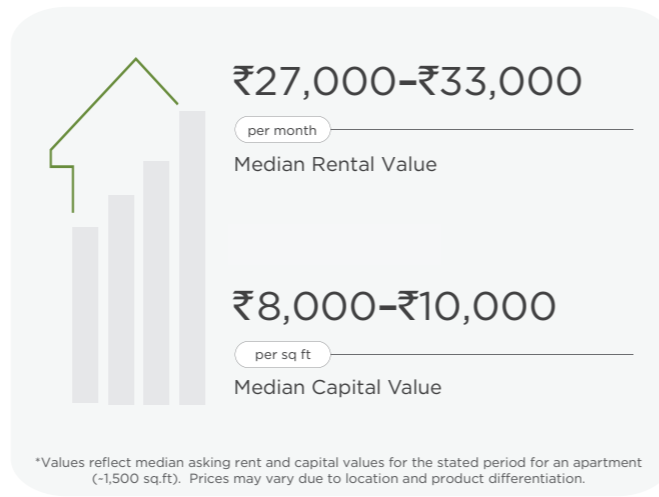 ₹27,000–₹33,000
per month
Median Rental Value
₹8,000–₹10,000
per sq ft
Median Capital Value
*Values reflect median asking rent and capital values for the stated period for an apartment
(~1,500 sq.ft). Prices may vary due to location and product differentiation.